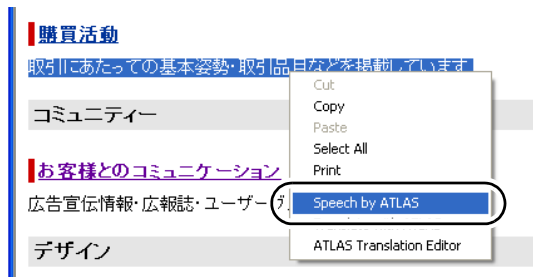 購買活動
取引にあたっての基本姿勢・取引品目などを掲載しています
Cut
Copy
Paste
Select All
Print
Speech by ATLAS
ATLAS Translation Editor
コミュニティー
お客様とのコミュニケーション
広告宣伝情報・広報誌・ユーザー
デザイン